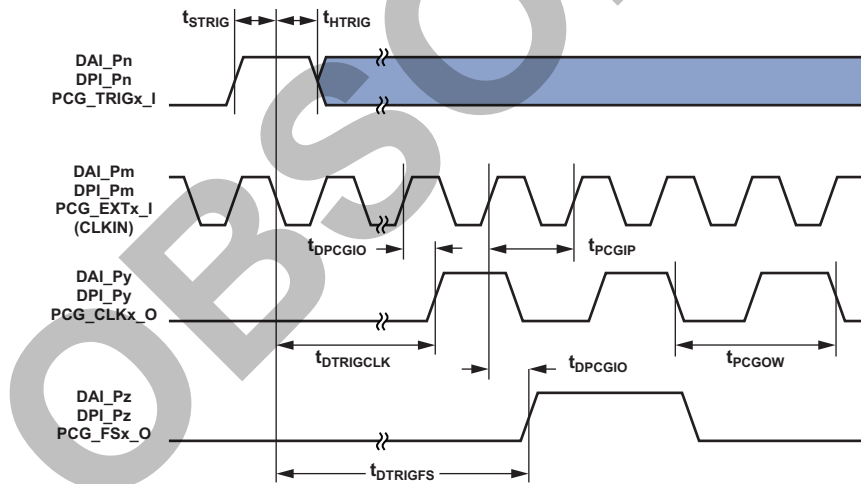 tSTRIG tHTRIG
DAI_Pn
DPI_Pn
PCG_TRIGx_I
DAI_Pm
DPI_Pm
PCG_EXTx_I
(CLKIN)
tDPCGIO tPCGIP
DAI_Py
DPI_Py
PCG_CLKx_O
tDTRIGCLK tDPCGIO tPCGOW
DAI_Pz
DPI_Pz
PCG_FSx_O
tDTRIGFS
OBSO